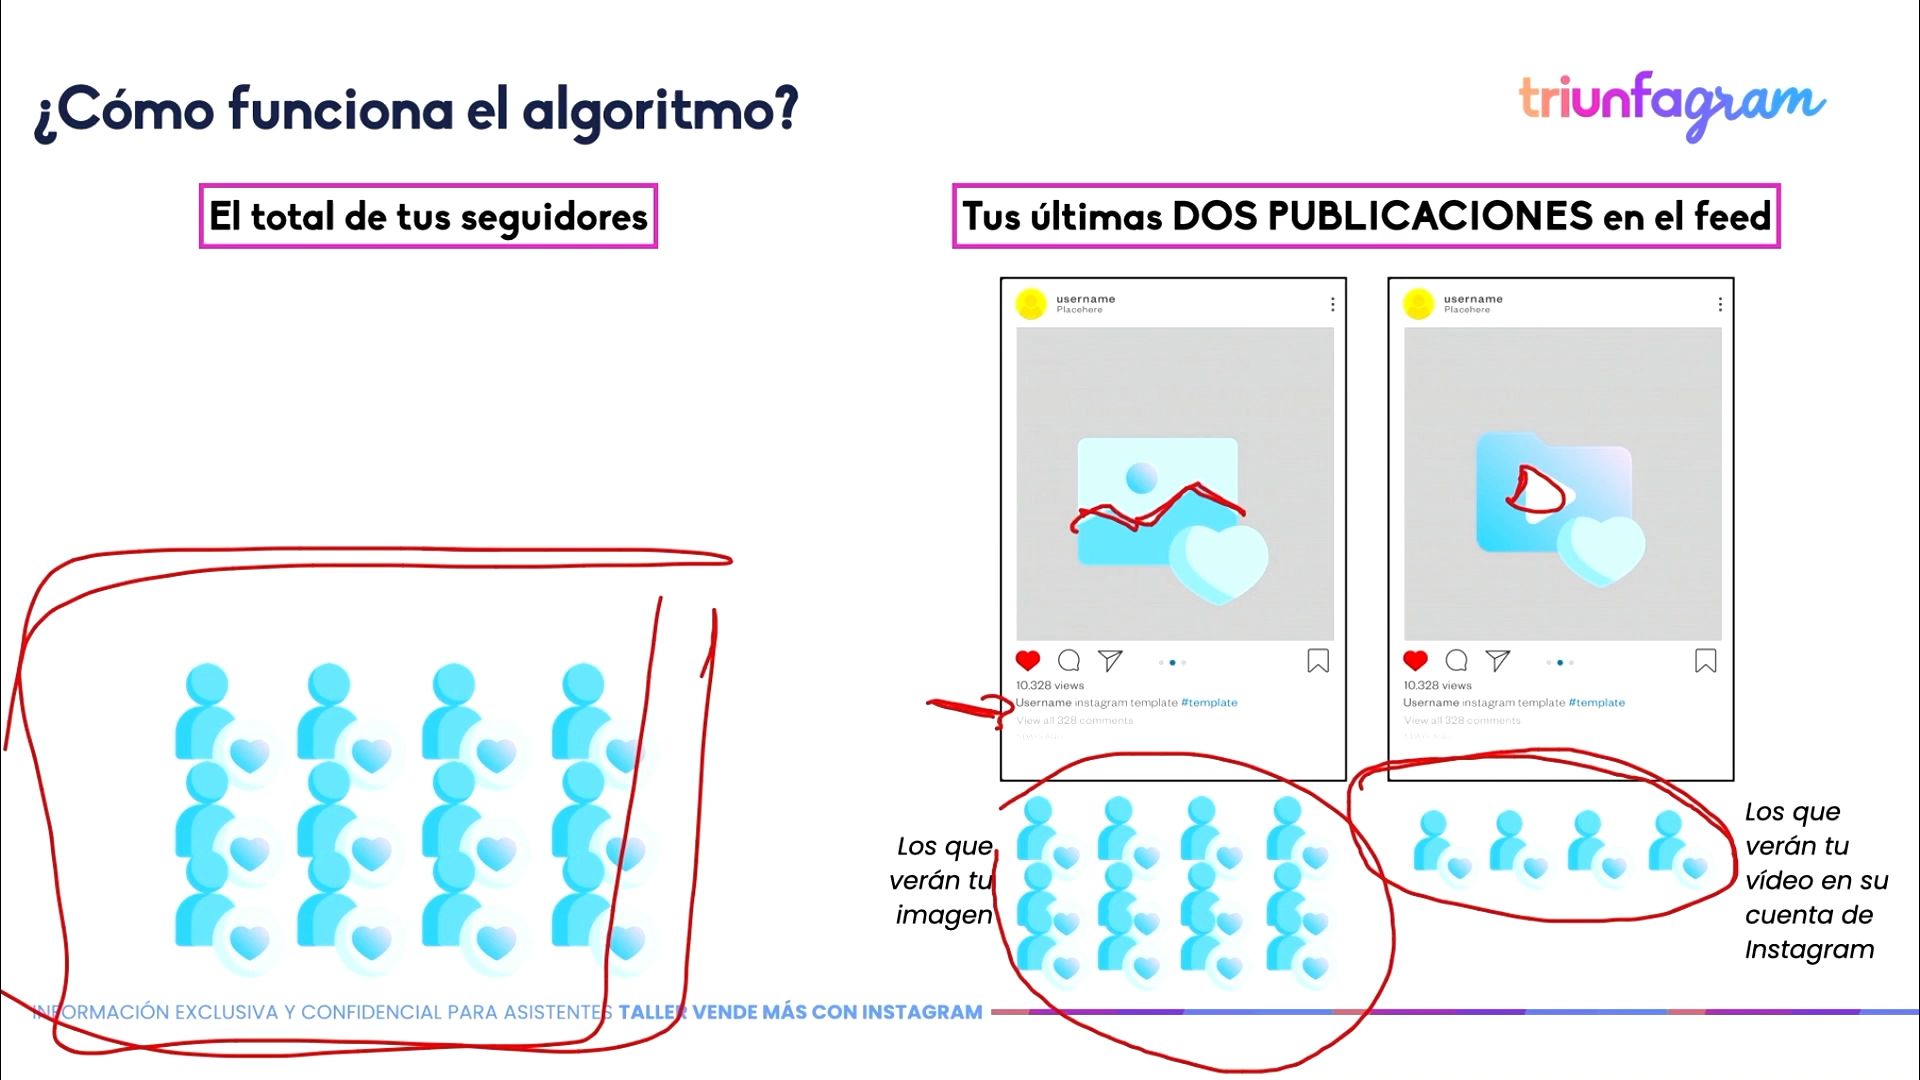 ¿Cómo funciona el algoritmo?
triunfagram
El total de tus seguidores
Tus últimas DOS PUBLICACIONES en el feed
username
Placehere
10.328 views
Username instagram template #template
View all 328 comments
username
Placehere
10.328 views
Username instagram template #template
View all 328 comments
Los que
verán tu
imagen
Los que
verán tu
vídeo en su
cuenta de
Instagram
INFORMACIÓN EXCLUSIVA Y CONFIDENCIAL PARA ASISTENTES TALLER VENDE MÁS CON INSTAGRAM